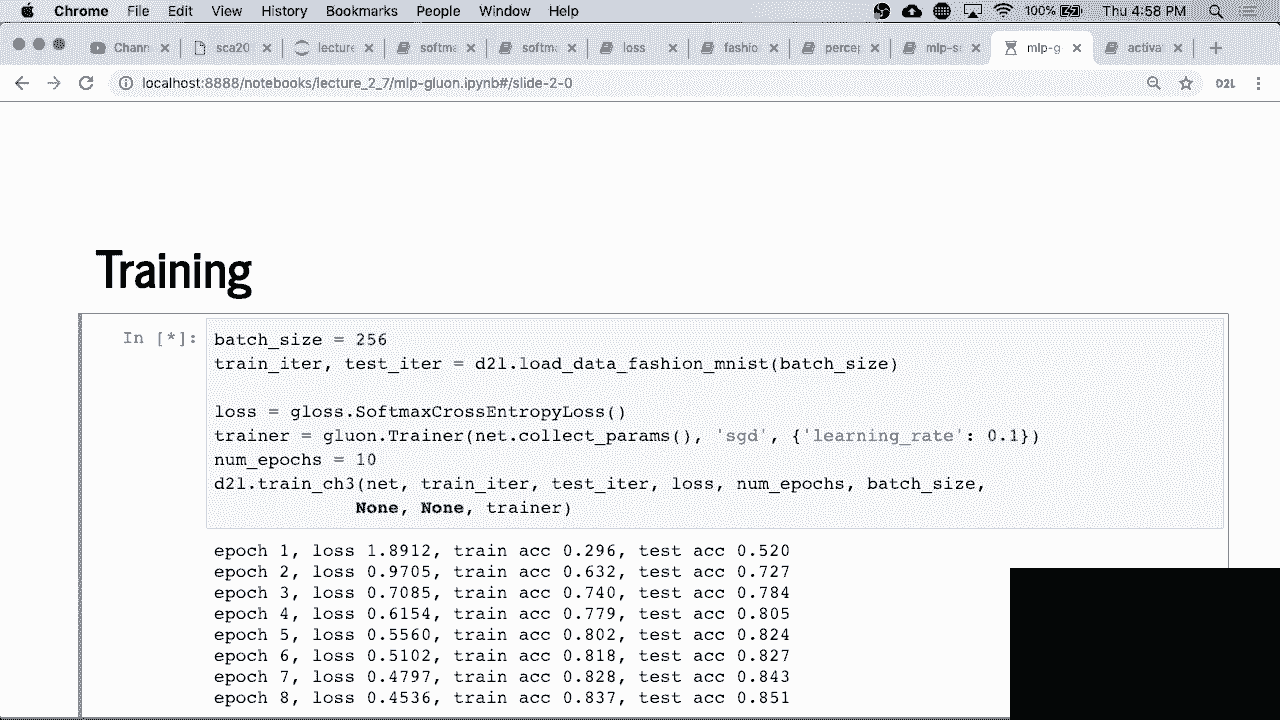 Chrome File Edit View History Bookmarks People Window Help 100% Thu 4:58 PM
Chann sca20 lecture softma softma loss fashio percep mlp-s mlp-g activa
localhost:8888/notebooks/lecture_2_7/mlp-gluon.ipynb#/slide-2-0 D2L
Training
In [*]:
batch_size = 256
train_iter, test_iter = d2l.load_data_fashion_mnist(batch_size)
loss = gloss.SoftmaxCrossEntropyLoss()
trainer = gluon.Trainer(net.collect_params(), 'sgd', {'learning_rate': 0.1})
num_epochs = 10
d2l.train_ch3(net, train_iter, test_iter, loss, num_epochs, batch_size,
None, None, trainer)
epoch 1, loss 1.8912, train acc 0.296, test acc 0.520
epoch 2, loss 0.9705, train acc 0.632, test acc 0.727
epoch 3, loss 0.7085, train acc 0.740, test acc 0.784
epoch 4, loss 0.6154, train acc 0.779, test acc 0.805
epoch 5, loss 0.5560, train acc 0.802, test acc 0.824
epoch 6, loss 0.5102, train acc 0.818, test acc 0.827
epoch 7, loss 0.4797, train acc 0.828, test acc 0.843
epoch 8, loss 0.4536, train acc 0.837, test acc 0.851